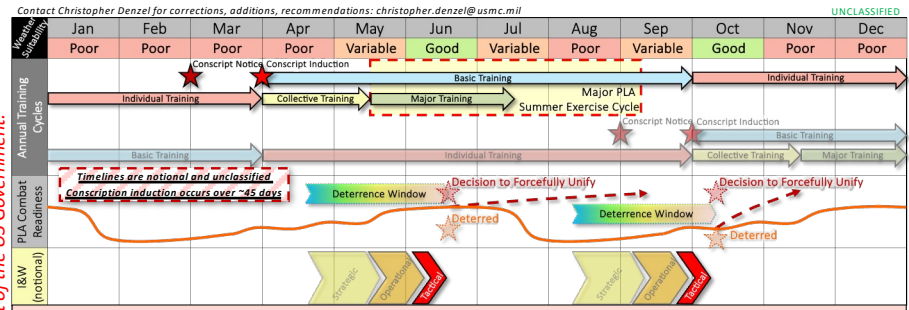 Contact Christopher Denzel for corrections, additions, recommendations: christopher.denzel@usmc.mil
UNCLASSIFIED
Weather Suitability
Jan Feb Mar Apr May Jun Jul Aug Sep Oct Nov Dec
Poor Poor Poor Poor Variable Good Variable Poor Variable Good Poor Poor
of the US Government.
Annual Training Cycles
Conscript Notice Conscript Induction
Basic Training Individual Training
Individual Training Collective Training Major Training
Major PLA
Summer Exercise Cycle
Conscript Notice Conscript Induction
Basic Training
Basic Training Individual Training Collective Training Major Training
PLA Combat Readiness
Timelines are notional and unclassified
Conscription induction occurs over ~45 days
Deterrence Window
Decision to Forcefully Unify
Deterred
Deterrence Window
Decision to Forcefully Unify
Deterred
I&W (notional)
Strategic Operational Tactical
Strategic Operational Tactical